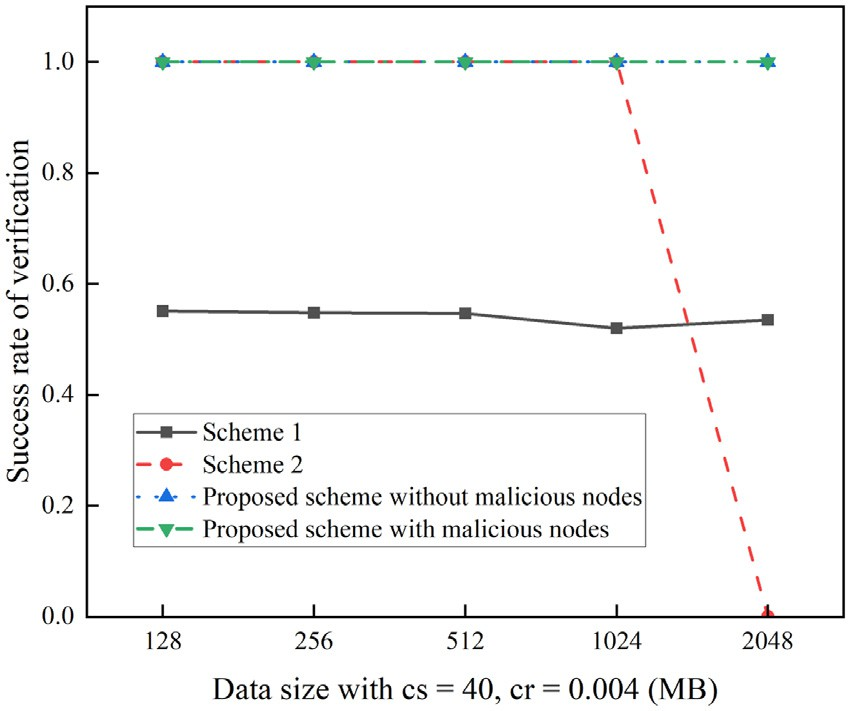 Success rate of verification
1.0
0.8
0.6
0.4
0.2
0.0
Scheme 1
Scheme 2
Proposed scheme without malicious nodes
Proposed scheme with malicious nodes
128 256 512 1024 2048
Data size with cs = 40, cr = 0.004 (MB)